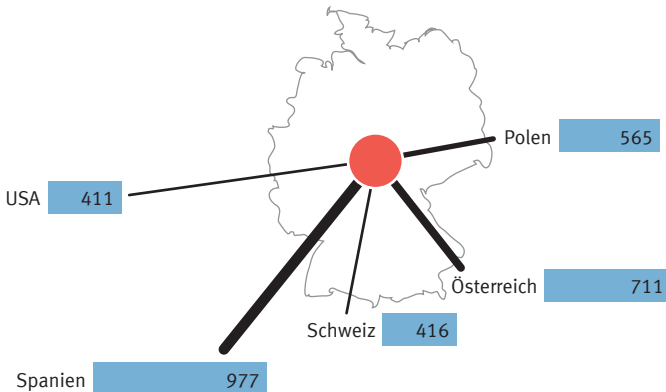 Polen 565
USA 411
Österreich 711
Schweiz 416
Spanien 977